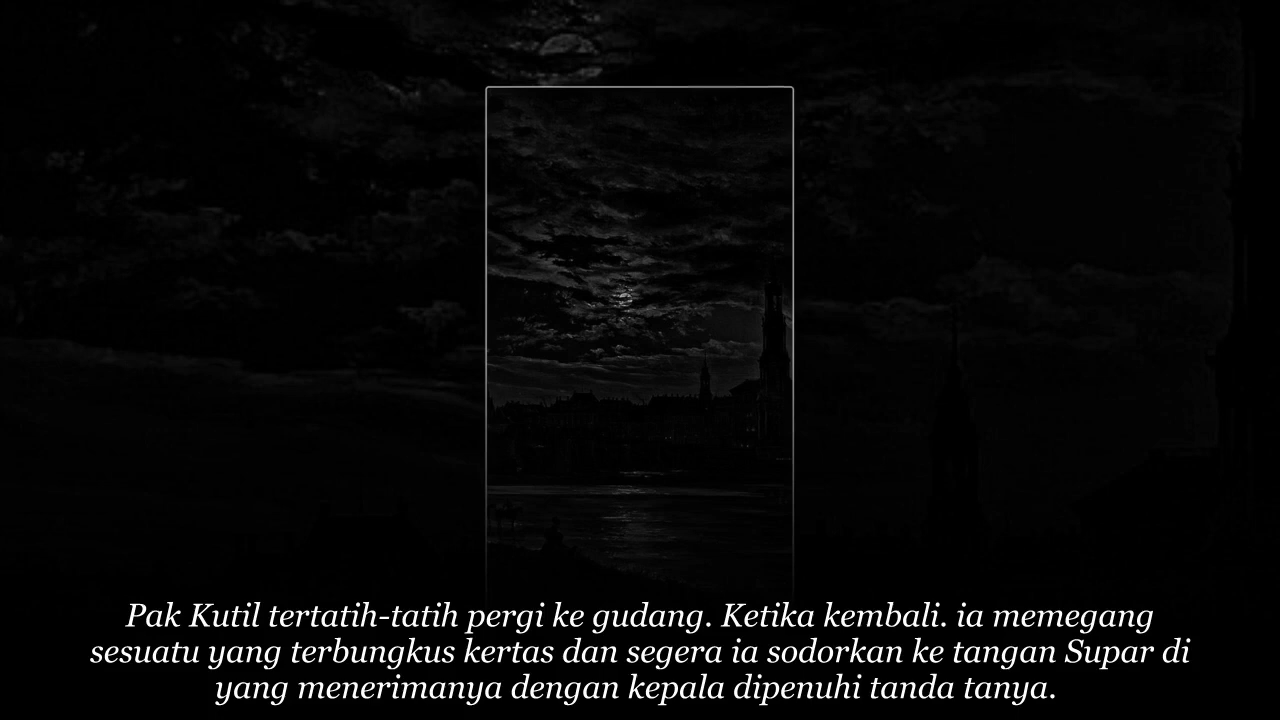 Pak Kutil tertatih-tatih pergi ke gudang. Ketika kembali. ia memegang
sesuatu yang terbungkus kertas dan segera ia sodorkan ke tangan Supar di
yang menerimanya dengan kepala dipenuhi tanda tanya.